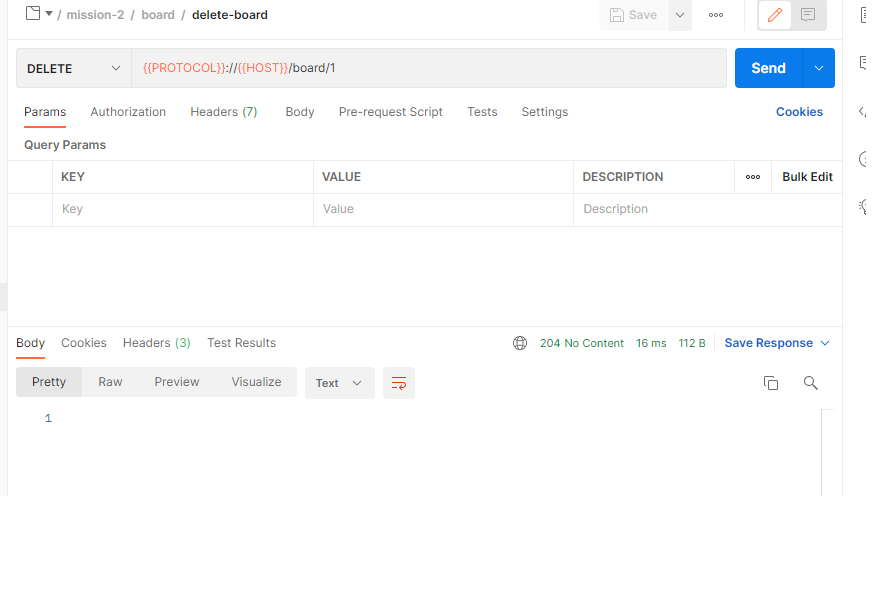 / mission-2 / board / delete-board Save
DELETE {{PROTOCOL}}://{{HOST}}/board/1 Send
Params Authorization Headers (7) Body Pre-request Script Tests Settings Cookies
Query Params
KEY VALUE DESCRIPTION Bulk Edit
Key Value Description
Body Cookies Headers (3) Test Results 204 No Content 16 ms 112 B Save Response
Pretty Raw Preview Visualize Text
1